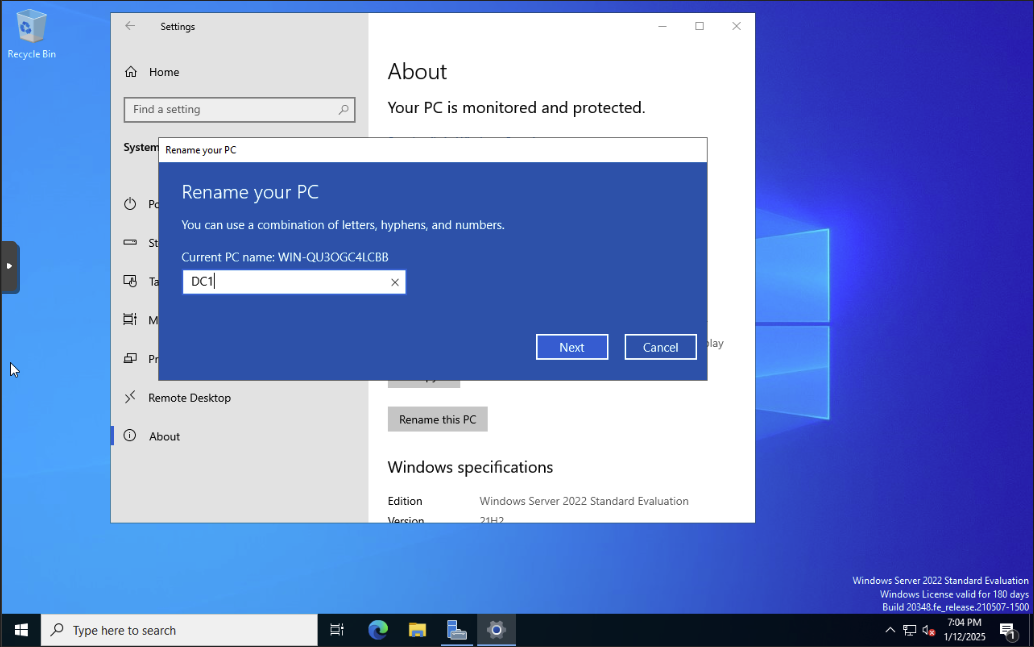 Recycle Bin
Settings
Home
Find a setting
System
About
Your PC is monitored and protected.
Rename your PC
Rename your PC
You can use a combination of letters, hyphens, and numbers.
Current PC name: WIN-QU3OGC4LCBB
DC1
Next
Cancel
play
Remote Desktop
Rename this PC
About
Windows specifications
Edition
Windows Server 2022 Standard Evaluation
Version
21H2
Windows Server 2022 Standard Evaluation
Windows License valid for 180 days
Build 20348.fe_release.210507-1500
Type here to search
7:04 PM
1/12/2025
1